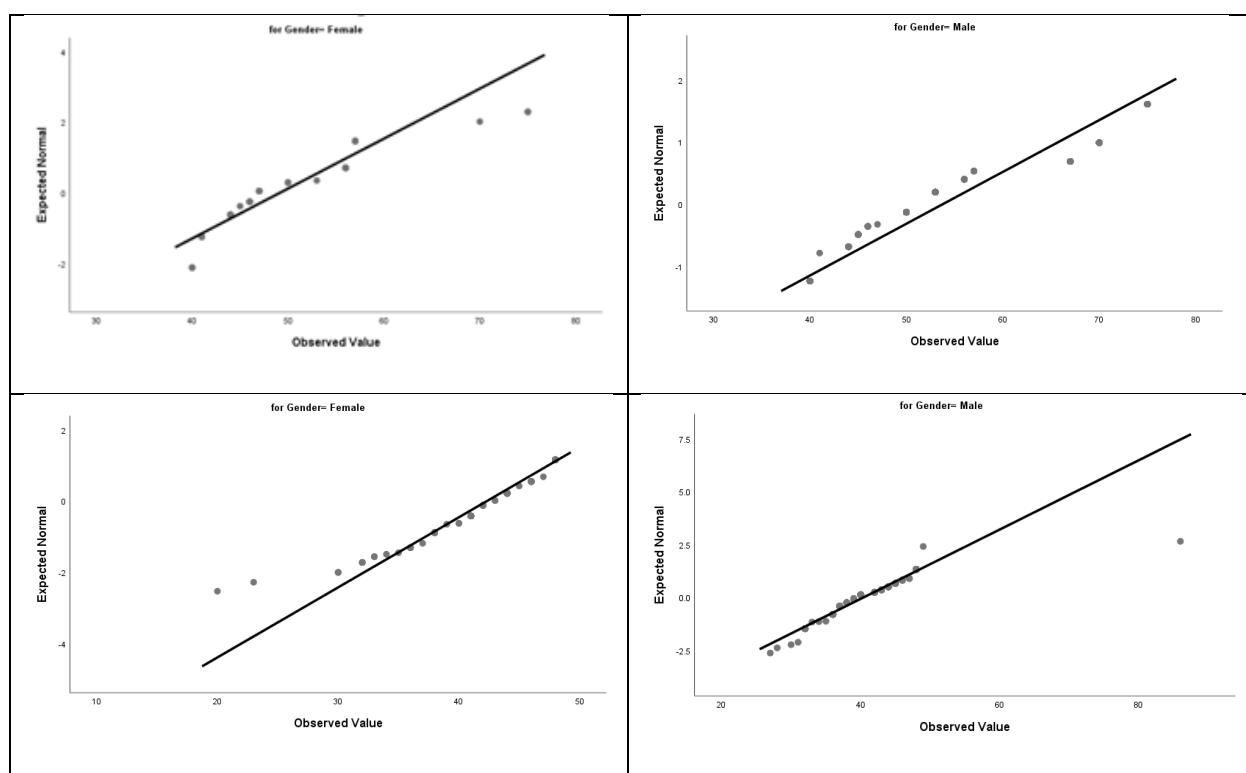 for Gender= Female
4
2
0
-2
Expected Normal
30 40 50 60 70 80
Observed Value
for Gender= Male
2
1
0
-1
Expected Normal
30 40 50 60 70 80
Observed Value
for Gender= Female
2
0
-2
-4
Expected Normal
10 20 30 40 50
Observed Value
for Gender= Male
7.5
5.0
2.5
0.0
-2.5
Expected Normal
20 40 60 80
Observed Value